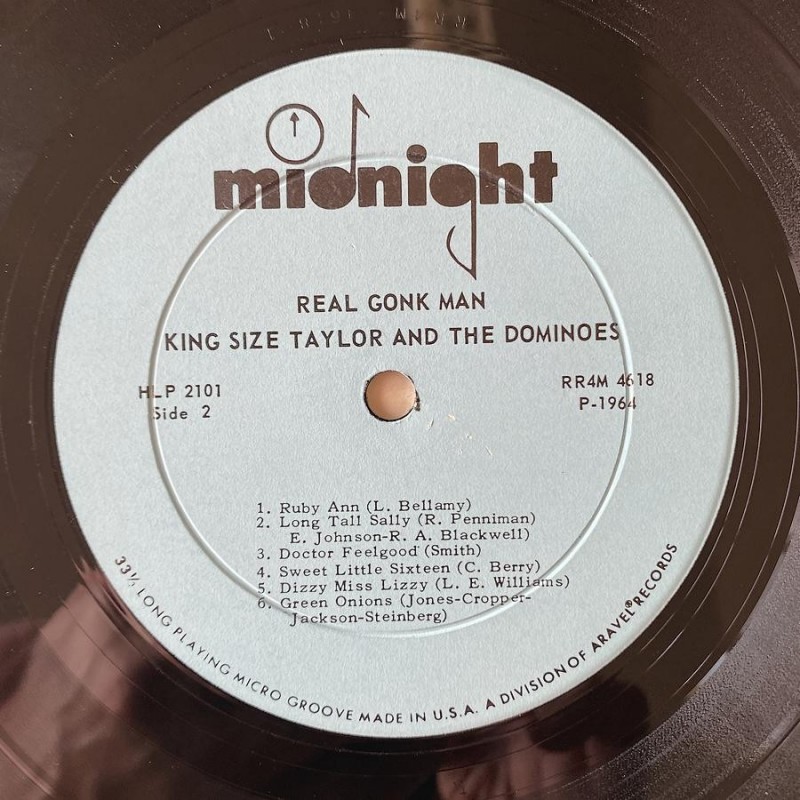 midnight
REAL GONK MAN
KING SIZE TAYLOR AND THE DOMINOES
HLP 2101
Side 2
RR4M 4618
P-1964
1. Ruby Ann (L. Bellamy)
2. Long Tall Sally (R. Penniman)
E. Johnson-R. A. Blackwell)
3. Doctor Feelgood (Smith)
4. Sweet Little Sixteen (C. Berry)
5. Dizzy Miss Lizzy (L. E. Williams)
6. Green Onions (Jones-Cropper-
Jackson-Steinberg)
33⅓ LONG PLAYING MICRO GROOVE MADE IN U.S.A. A DIVISION OF ARAVEL® RECORDS